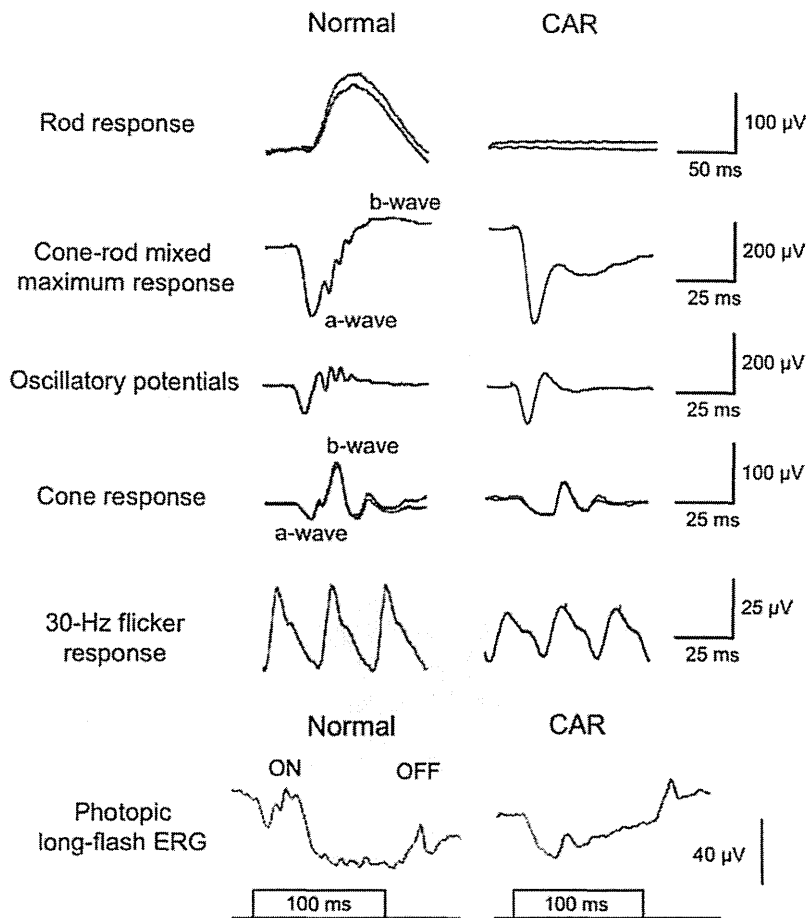 Normal CAR
Rod response
100 µV
50 ms
b-wave
Cone-rod mixed
maximum response
200 µV
25 ms
a-wave
Oscillatory potentials
200 µV
25 ms
b-wave
Cone response
100 µV
25 ms
a-wave
30-Hz flicker
response
25 µV
25 ms
Normal CAR
ON OFF
Photopic
long-flash ERG
40 µV
100 ms 100 ms